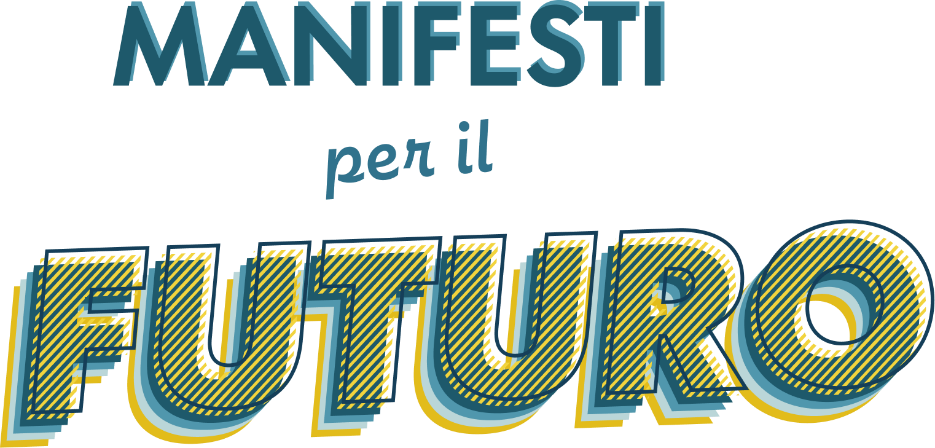 MANIFESTI
per il
FUTURO